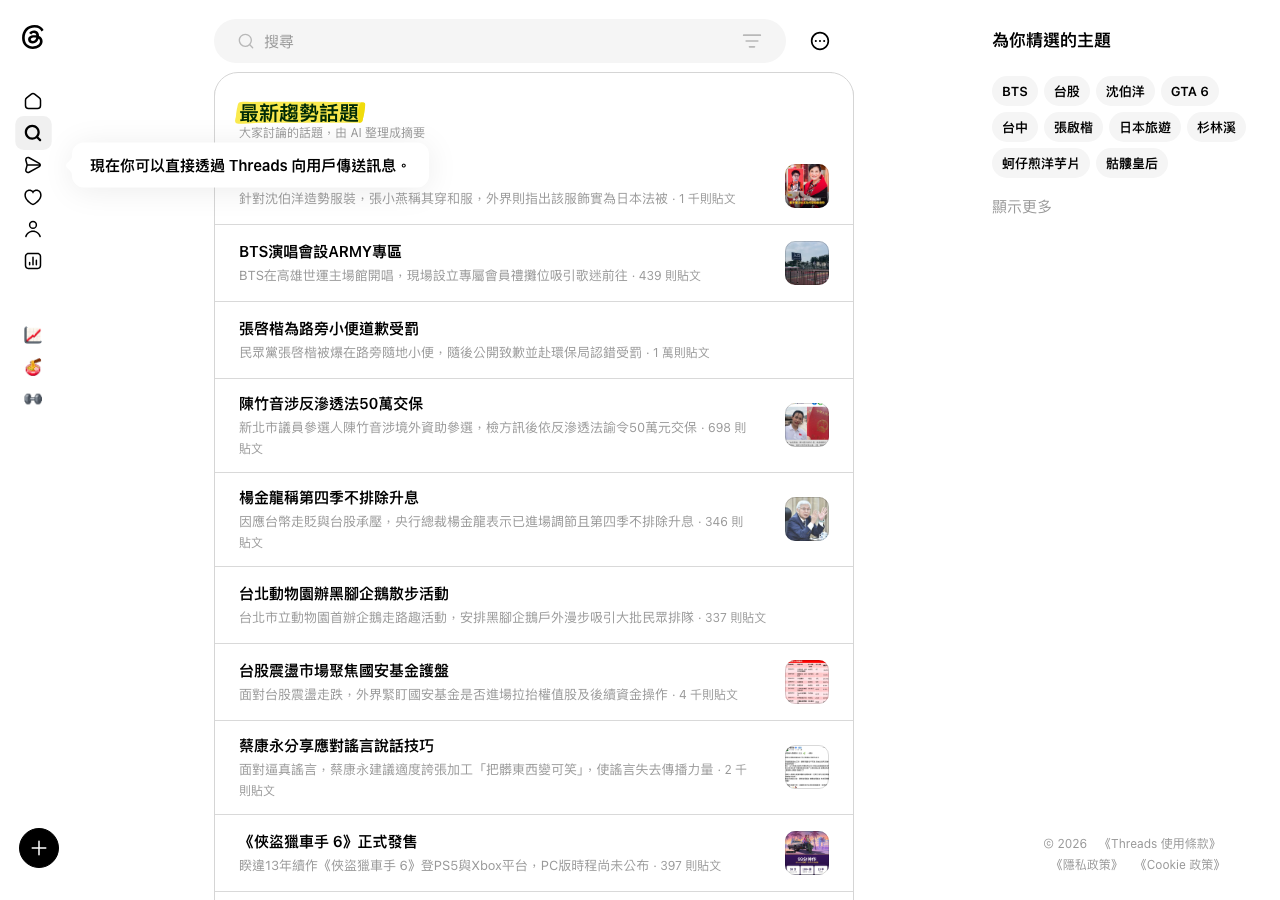 搜尋
最新趨勢話題
大家討論的話題，由 AI 整理成摘要
現在你可以直接透過 Threads 向用戶傳送訊息。
針對沈伯洋造勢服裝，張小燕稱其穿和服，外界則指出該服飾實為日本法被 · 1 千則貼文
BTS演唱會設ARMY專區
BTS在高雄世運主場館開唱，現場設立專屬會員禮攤位吸引歌迷前往 · 439 則貼文
張啓楷為路旁小便道歉受罰
民眾黨張啓楷被爆在路旁隨地小便，隨後公開致歉並赴環保局認錯受罰 · 1 萬則貼文
陳竹音涉反滲透法50萬交保
新北市議員參選人陳竹音涉境外資助參選，檢方訊後依反滲透法諭令50萬元交保 · 698 則
貼文
楊金龍稱第四季不排除升息
因應台幣走貶與台股承壓，央行總裁楊金龍表示已進場調節且第四季不排除升息 · 346 則
貼文
台北動物園辦黑腳企鵝散步活動
台北市立動物園首辦企鵝走路趣活動，安排黑腳企鵝戶外漫步吸引大批民眾排隊 · 337 則貼文
台股震盪市場聚焦國安基金護盤
面對台股震盪走跌，外界緊盯國安基金是否進場拉抬權值股及後續資金操作 · 4 千則貼文
蔡康永分享應對謠言說話技巧
面對逼真謠言，蔡康永建議適度誇張加工「把髒東西變可笑」，使謠言失去傳播力量 · 2 千
則貼文
《俠盜獵車手 6》正式發售
睽違13年續作《俠盜獵車手 6》登PS5與Xbox平台，PC版時程尚未公布 · 397 則貼文
為你精選的主題
BTS 台股 沈伯洋 GTA 6
台中 張啟楷 日本旅遊 杉林溪
蚵仔煎洋芋片 骷髏皇后
顯示更多
© 2026 《Threads 使用條款》
《隱私政策》 《Cookie 政策》